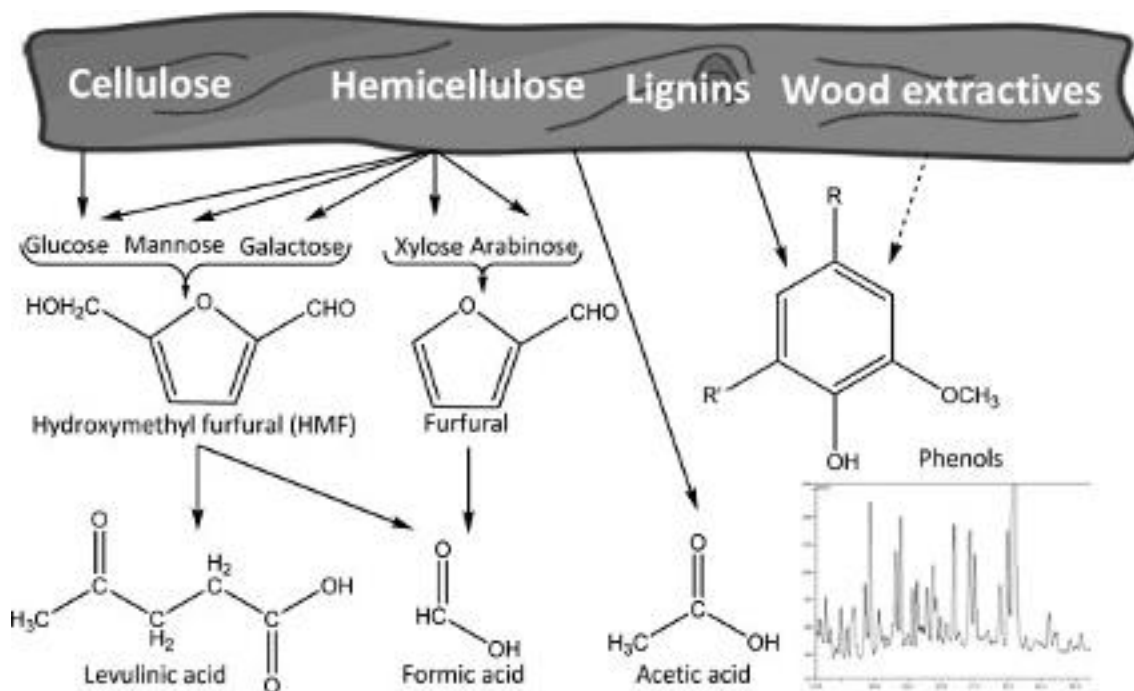 Cellulose Hemicellulose Lignins Wood extractives
Glucose Mannose Galactose Xylose Arabinose
HOH₂C O CHO
O CHO
Hydroxymethyl furfural (HMF) Furfural
R
R'
OCH₃
OH
Phenols
O
H₃C C C H₂ C H₂ C OH
O
Levulinic acid
O
HC
OH
Formic acid
O
H₃C C OH
Acetic acid